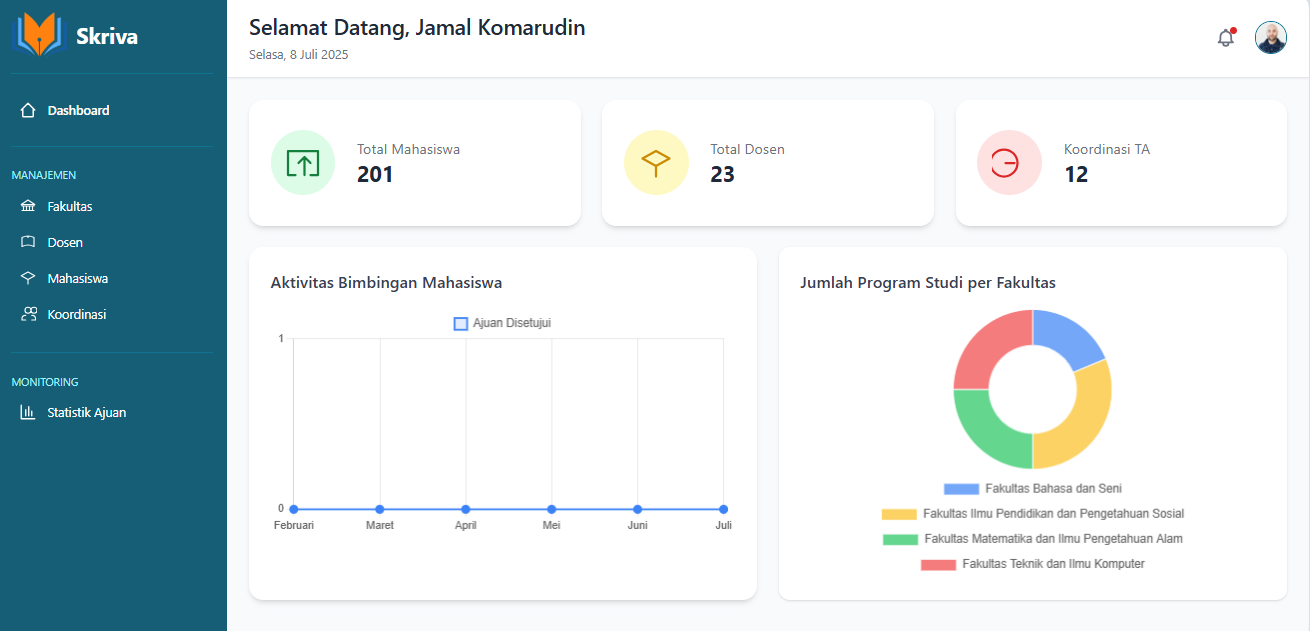 Skriva
Selamat Datang, Jamal Komarudin
Selasa, 8 Juli 2025
Dashboard
MANAJEMEN
Fakultas
Dosen
Mahasiswa
Koordinasi
MONITORING
Statistik Ajuan
Total Mahasiswa
201
Total Dosen
23
Koordinasi TA
12
Aktivitas Bimbingan Mahasiswa
Ajuan Disetujui
1
0
Februari Maret April Mei Juni Juli
Jumlah Program Studi per Fakultas
Fakultas Bahasa dan Seni
Fakultas Ilmu Pendidikan dan Pengetahuan Sosial
Fakultas Matematika dan Ilmu Pengetahuan Alam
Fakultas Teknik dan Ilmu Komputer